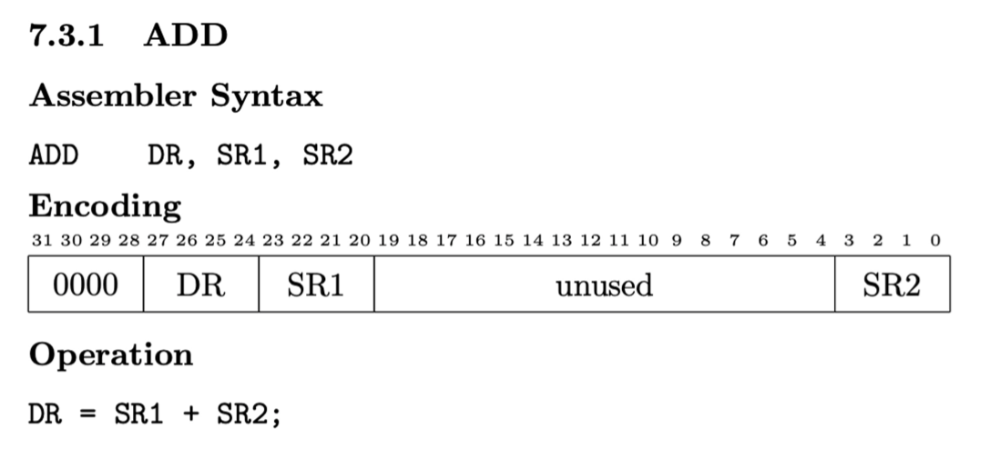 7.3.1 ADD
Assembler Syntax
ADD DR, SR1, SR2
Encoding
31 30 29 28 27 26 25 24 23 22 21 20 19 18 17 16 15 14 13 12 11 10 9 8 7 6 5 4 3 2 1 0
0000 DR SR1 unused SR2
Operation
DR = SR1 + SR2;